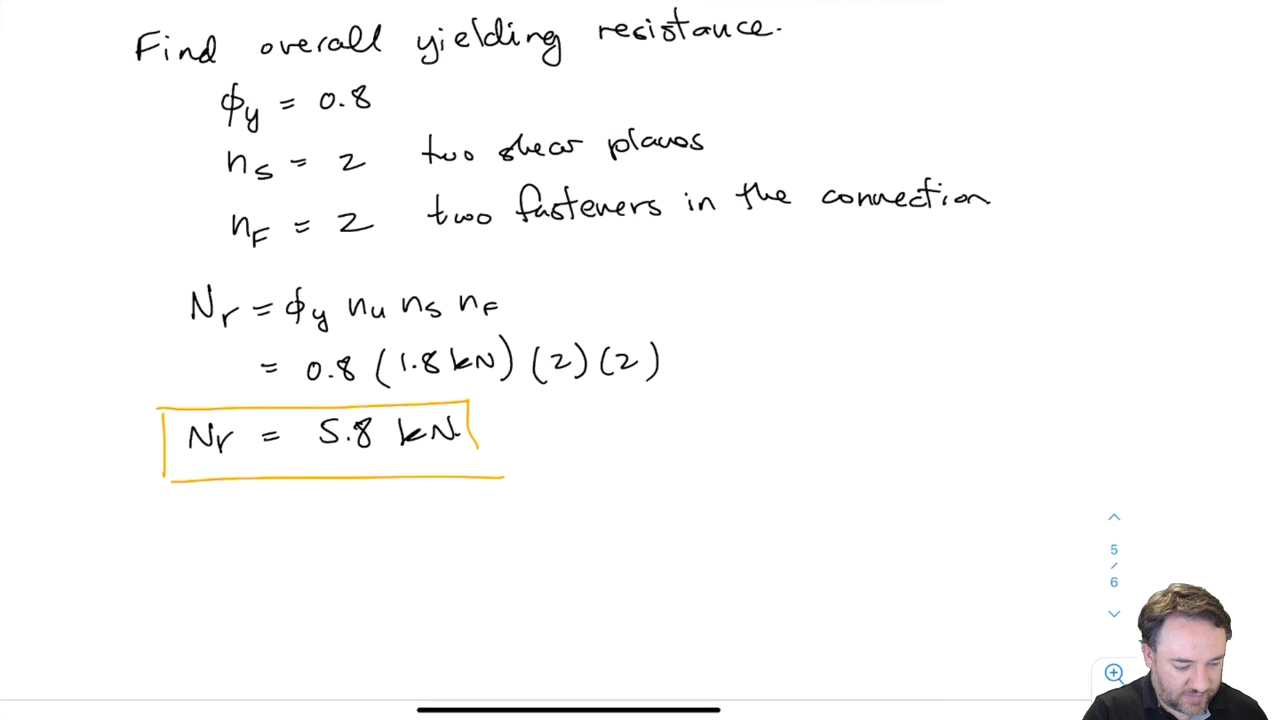 Find overall yielding resistance.
ϕy = 0.8
nS = 2 two shear planes
nF = 2 two fasteners in the connection
Nr = ϕy nu nS nF
= 0.8 (1.8 kN) (2) (2)
Nr = 5.8 kN
5
/
6